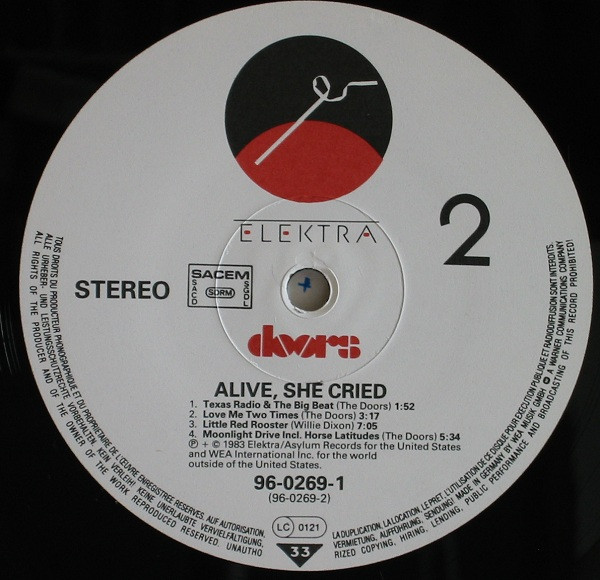 ELEKTRA
2
STEREO
SACEM
SACD
SDRM
SGDL
doors
ALIVE, SHE CRIED
1. Texas Radio & The Big Beat (The Doors) 1:52
2. Love Me Two Times (The Doors) 3:17
3. Little Red Rooster (Willie Dixon) 7:05
4. Moonlight Drive Incl. Horse Latitudes (The Doors) 5:34
℗ + © 1983 Elektra/Asylum Records for the United States
and WEA International Inc. for the world
outside of the United States.
96-0269-1
(96-0269-2)
LC 0121
33
TOUS DROITS DU PRODUCTEUR PHONOGRAPHIQUE ET DU PROPRIETAIRE DE L'ŒUVRE ENREGISTREE RESERVES. SAUF AUTORISATION,
LA DUPLICATION, LA LOCATION, LE PRET, L'UTILISATION DE CE DISQUE POUR EXECUTION PUBLIQUE ET RADIODIFFUSION SONT INTERDITS.
ALLE URHEBER- UND LEISTUNGSSCHUTZRECHTE VORBEHALTEN. KEIN VERLEIH! KEINE UNERLAUBTE VERVIELFÄLTIGUNG,
VERMIETUNG, AUFFÜHRUNG, SENDUNG! MADE IN GERMANY BY WEA MUSIK GMBH A WARNER COMMUNICATIONS COMPANY
ALL RIGHTS OF THE PRODUCER AND OF THE OWNER OF THE WORK REPRODUCED RESERVED. UNAUTHO
RIZED COPYING, HIRING, LENDING, PUBLIC PERFORMANCE AND BROADCASTING OF THIS RECORD PROHIBITED!